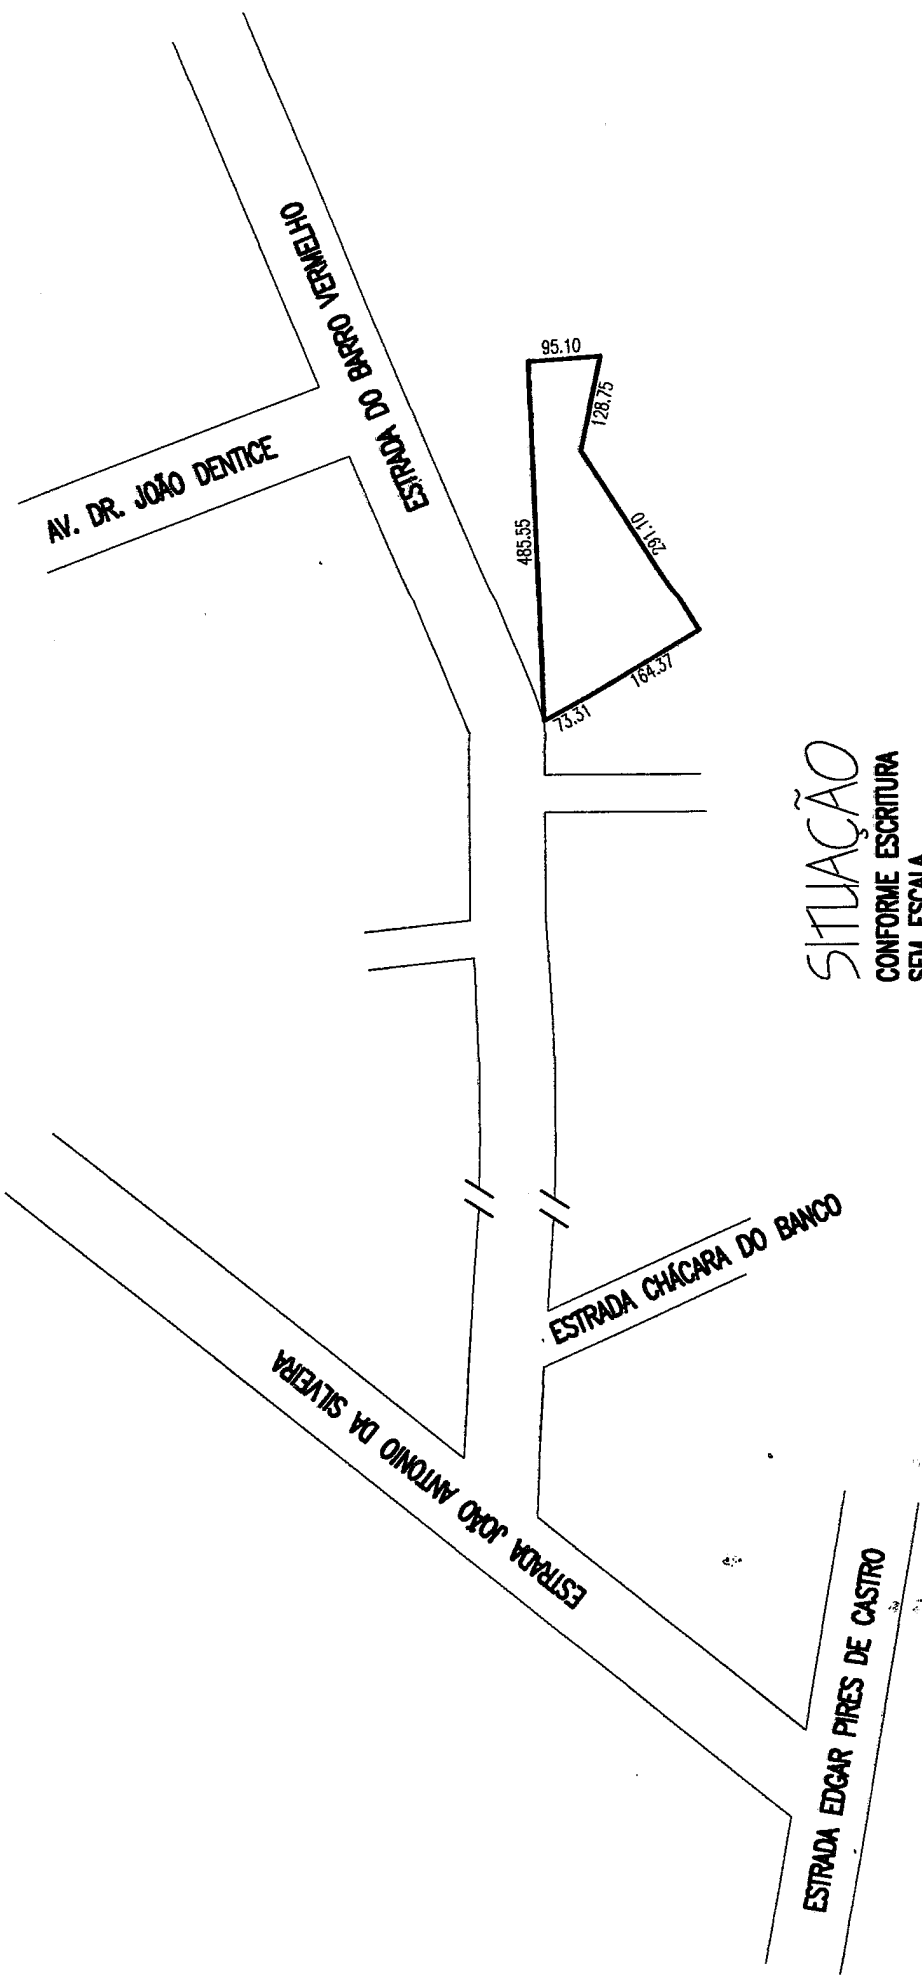 AV. DR. JOÃO DENTICE
ESTRADA DO BARRO VERMELHO
95.10
128.75
485.55
291.10
164.37
73.31
SITUAÇÃO
CONFORME ESCRITURA
SEM ESCALA
ESTRADA CHÁCARA DO BANCO
ESTRADA JOÃO ANTONIO DA SILVEIRA
ESTRADA EDGAR PIRES DE CASTRO